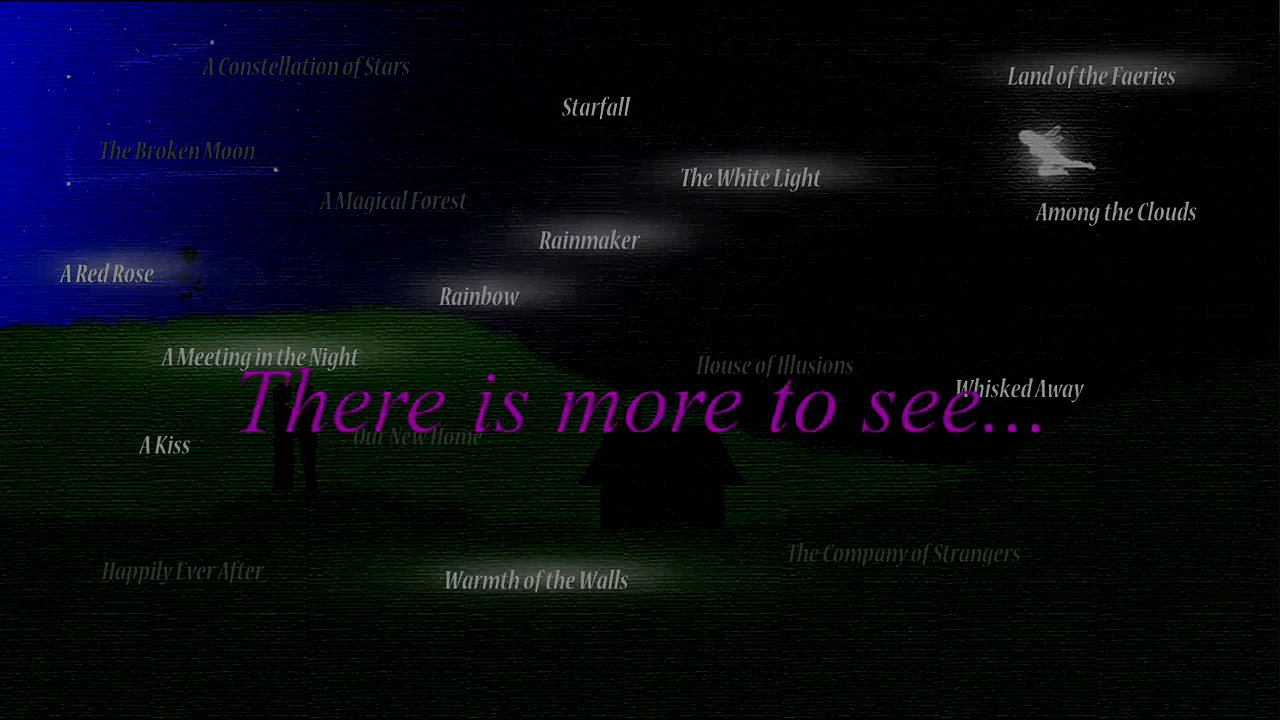 A Constellation of Stars
Land of the Faeries
Starfall
The Broken Moon
The White Light
A Magical Forest
Among the Clouds
Rainmaker
A Red Rose
Rainbow
A Meeting in the Night
House of Illusions
Whisked Away
There is more to see...
Our New Home
A Kiss
The Company of Strangers
Happily Ever After
Warmth of the Walls